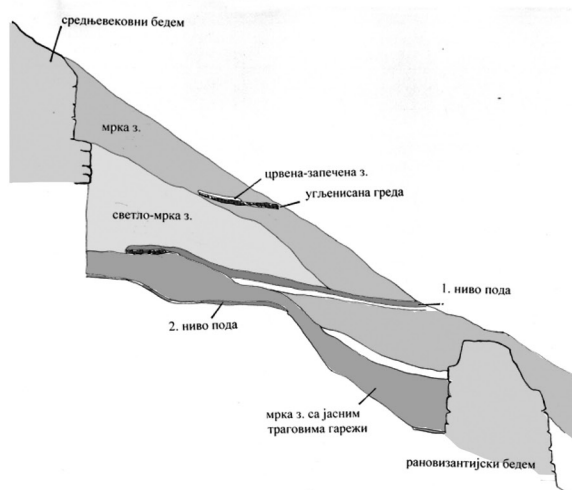 средњевековни бедем
мрка з.
црвена-запечена з.
угљенисана греда
светло-мрка з.
1. ниво пода
2. ниво пода
мрка з. са јасним
траговима гарежи
рановизантијски бедем